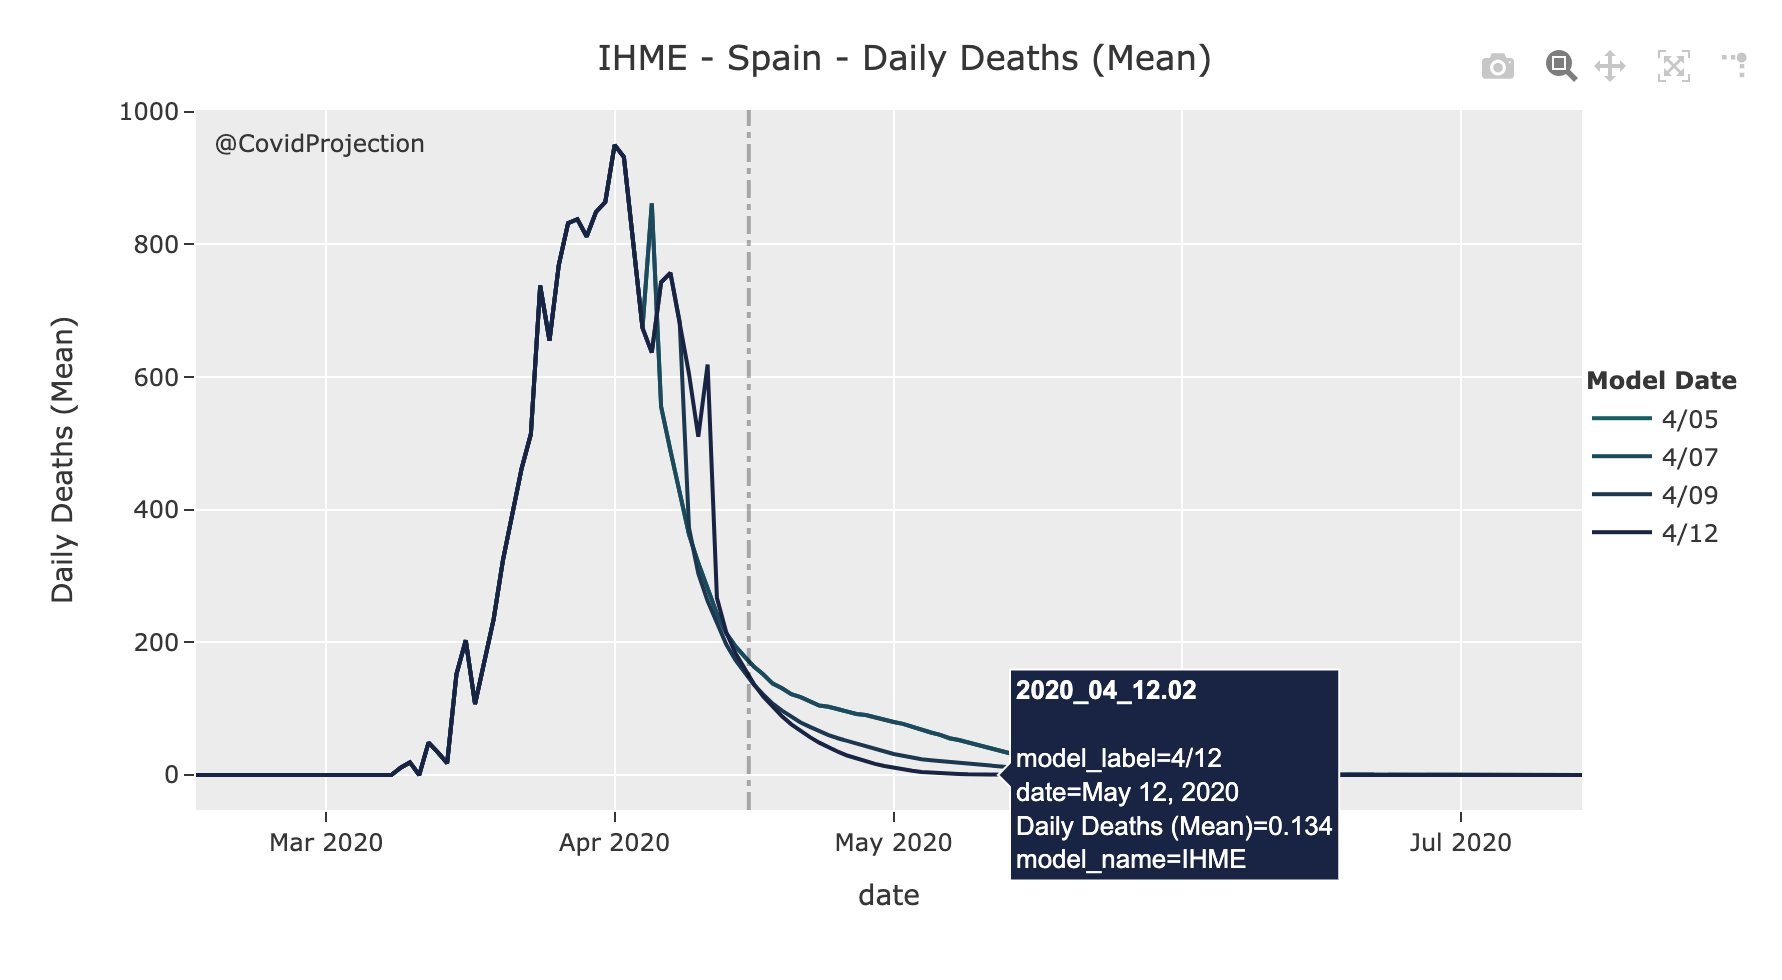 IHME - Spain - Daily Deaths (Mean)
@CovidProjection
1000
800
600
400
200
0
Daily Deaths (Mean)
Mar 2020
Apr 2020
May 2020
Jul 2020
date
Model Date
4/05
4/07
4/09
4/12
2020_04_12.02
model_label=4/12
date=May 12, 2020
Daily Deaths (Mean)=0.134
model_name=IHME